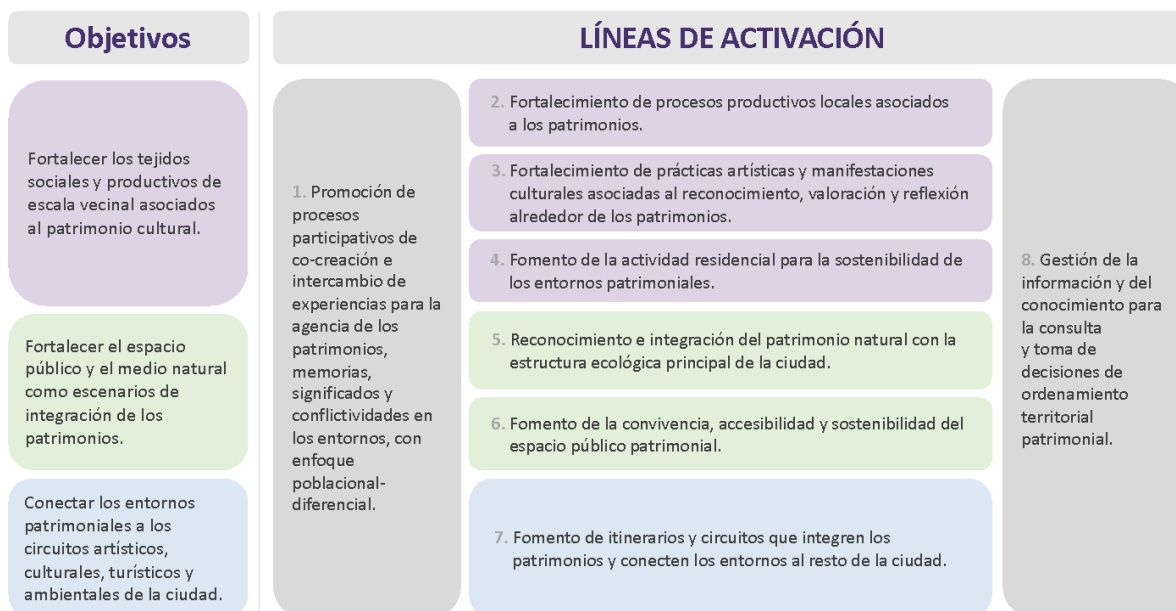 Objetivos
LÍNEAS DE ACTIVACIÓN
Fortalecer los tejidos
sociales y productivos de
escala vecinal asociados
al patrimonio cultural.
Fortalecer el espacio
público y el medio natural
como escenarios de
integración de los
patrimonios.
Conectar los entornos
patrimoniales a los
circuitos artísticos,
culturales, turísticos y
ambientales de la ciudad.
1. Promoción de
procesos
participativos de
co-creación e
intercambio de
experiencias para la
agencia de los
patrimonios,
memorias,
significados y
conflictividades en
los entornos, con
enfoque
poblacional-
diferencial.
2. Fortalecimiento de procesos productivos locales asociados
a los patrimonios.
3. Fortalecimiento de prácticas artísticas y manifestaciones
culturales asociadas al reconocimiento, valoración y reflexión
alrededor de los patrimonios.
4. Fomento de la actividad residencial para la sostenibilidad de
los entornos patrimoniales.
5. Reconocimiento e integración del patrimonio natural con la
estructura ecológica principal de la ciudad.
6. Fomento de la convivencia, accesibilidad y sostenibilidad del
espacio público patrimonial.
7. Fomento de itinerarios y circuitos que integren los
patrimonios y conecten los entornos al resto de la ciudad.
8. Gestión de la
información y del
conocimiento para
la consulta
y toma de
decisiones de
ordenamiento
territorial
patrimonial.